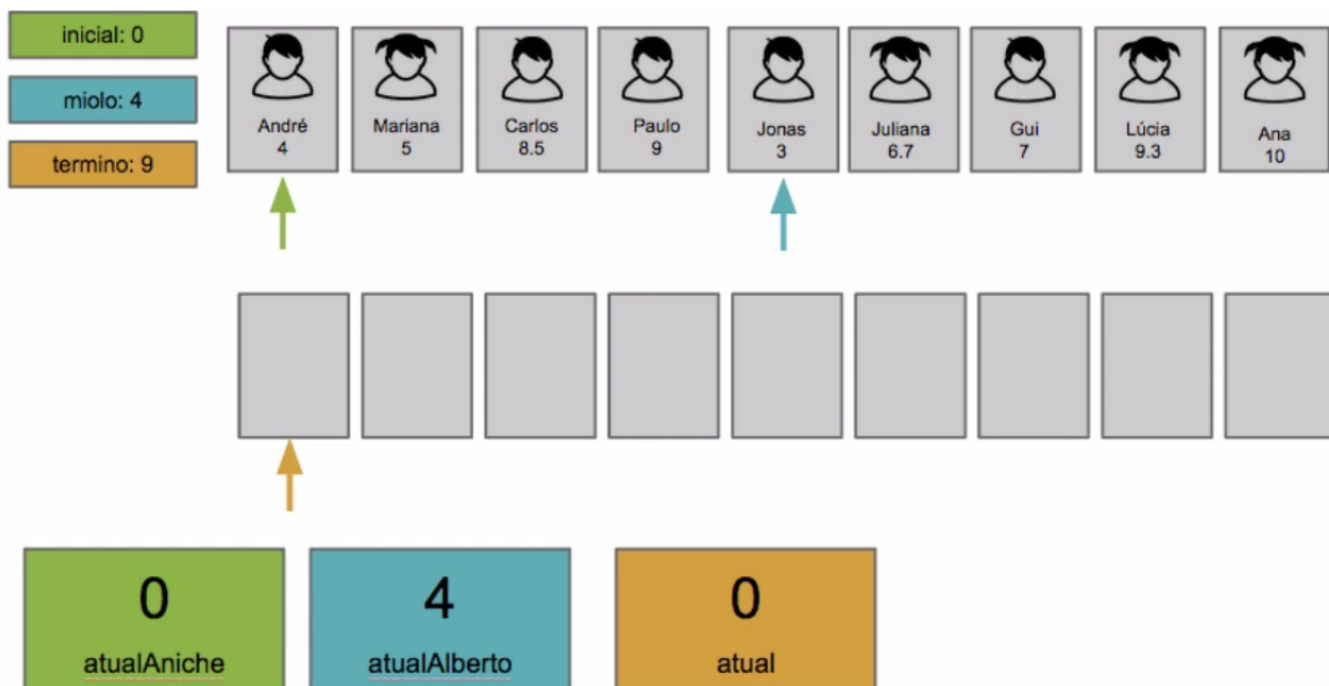 inicial: 0
miolo: 4
termino: 9
André
4
Mariana
5
Carlos
8.5
Paulo
9
Jonas
3
Juliana
6.7
Gui
7
Lúcia
9.3
Ana
10
0
atualAniche
4
atualAlberto
0
atual